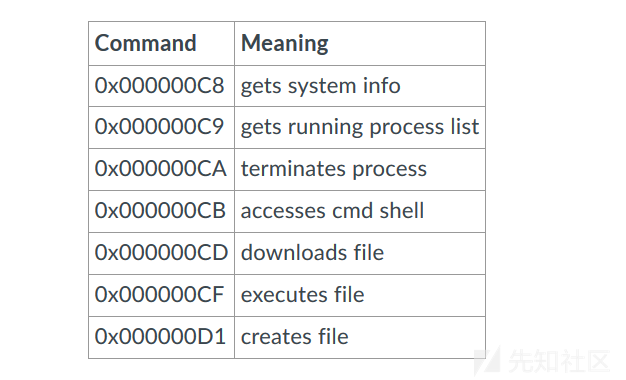 Command Meaning
0x000000C8 gets system info
0x000000C9 gets running process list
0x000000CA terminates process
0x000000CB accesses cmd shell
0x000000CD downloads file
0x000000CF executes file
0x000000D1 creates file
先知社区